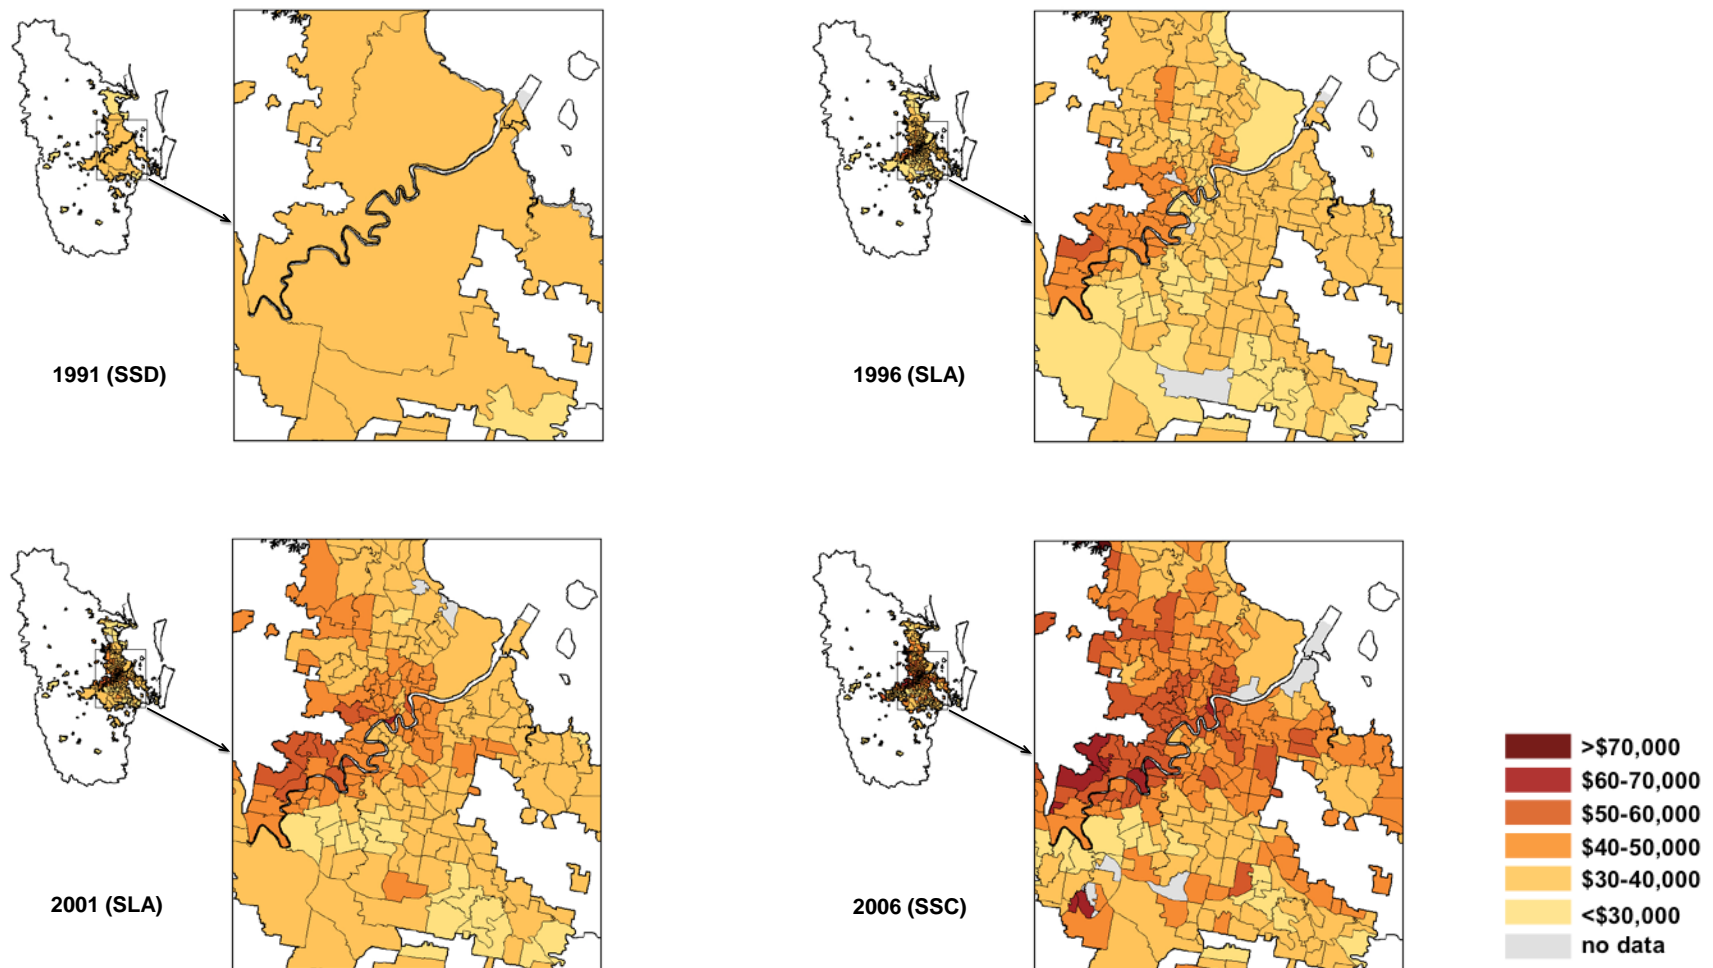 1991 (SSD)
1996 (SLA)
2001 (SLA)
2006 (SSC)
>$70,000
$60-70,000
$50-60,000
$40-50,000
$30-40,000
<$30,000
no data